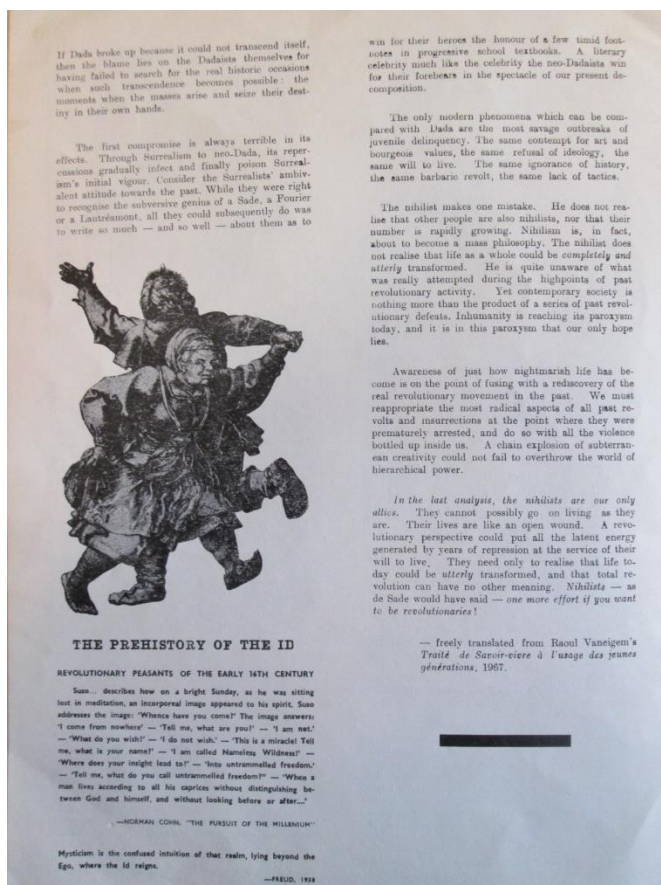 If Dada broke up because it could not transcend itself,
then the blame lies on the Dadaists themselves for
having failed to search for the real historic occasions
when such transcendence becomes possible : the
moments when the masses arise and seize their dest-
iny in their own hands.
The first compromise is always terrible in its
effects. Through Surrealism to neo-Dada, its reper-
cussions gradually infect and finally poison Surreal-
ism's initial vigour. Consider the Surrealists' ambiv-
alent attitude towards the past. While they were right
to recognise the subversive genius of a Sade, a Fourier
or a Lautréamont, all they could subsequently do was
to write so much — and so well — about them as to
THE PREHISTORY OF THE ID
REVOLUTIONARY PEASANTS OF THE EARLY 16TH CENTURY
Suso... describes how on a bright Sunday, as he was sitting
lost in meditation, an incorporeal image appeared to his spirit. Suso
addresses the image: 'Whence have you come?' The image answers:
'I come from nowhere' — 'Tell me, what are you?' — 'I am not.'
— 'What do you wish?' — 'I do not wish.' — 'This is a miracle! Tell
me, what is your name?' — 'I am called Nameless Wildness!' —
'Where does your insight lead to?' — 'Into untrammelled freedom.'
— 'Tell me, what do you call untrammelled freedom?' — 'When a
man lives according to all his caprices without distinguishing be-
tween God and himself, and without looking before or after...'
—NORMAN COHN. "THE PURSUIT OF THE MILLENIUM"
Mysticism is the confused intuition of that realm, lying beyond the
Ego, where the Id reigns.
—FREUD, 1938
win for their heroes the honour of a few timid foot-
notes in progressive school textbooks. A literary
celebrity much like the celebrity the neo-Dadaists win
for their forebears in the spectacle of our present de-
composition.
The only modern phenomena which can be com-
pared with Dada are the most savage outbreaks of
juvenile delinquency. The same contempt for art and
bourgeois values, the same refusal of ideology, the
same will to live. The same ignorance of history,
the same barbaric revolt, the same lack of tactics.
The nihilist makes one mistake. He does not rea-
lise that other people are also nihilists, nor that their
number is rapidly growing. Nihilism is, in fact,
about to become a mass philosophy. The nihilist does
not realise that life as a whole could be completely and
utterly transformed. He is quite unaware of what
was really attempted during the highpoints of past
revolutionary activity. Yet contemporary society is
nothing more than the product of a series of past revol-
utionary defeats. Inhumanity is reaching its paroxysm
today, and it is in this paroxysm that our only hope
lies.
Awareness of just how nightmarish life has be-
come is on the point of fusing with a rediscovery of the
real revolutionary movement in the past. We must
reappropriate the most radical aspects of all past re-
volts and insurrections at the point where they were
prematurely arrested, and do so with all the violence
bottled up inside us. A chain explosion of subterran-
ean creativity could not fail to overthrow the world of
hierarchical power.
In the last analysis, the nihilists are our only
allies. They cannot possibly go on living as they
are. Their lives are like an open wound. A revo-
lutionary perspective could put all the latent energy
generated by years of repression at the service of their
will to live. They need only to realise that life to-
day could be utterly transformed, and that total re-
volution can have no other meaning. Nihilists — as
de Sade would have said — one more effort if you want
to be revolutionaries !
— freely translated from Raoul Vaneigem's
Traité de Savoir-vivre à l'usage des jeunes
générations, 1967.